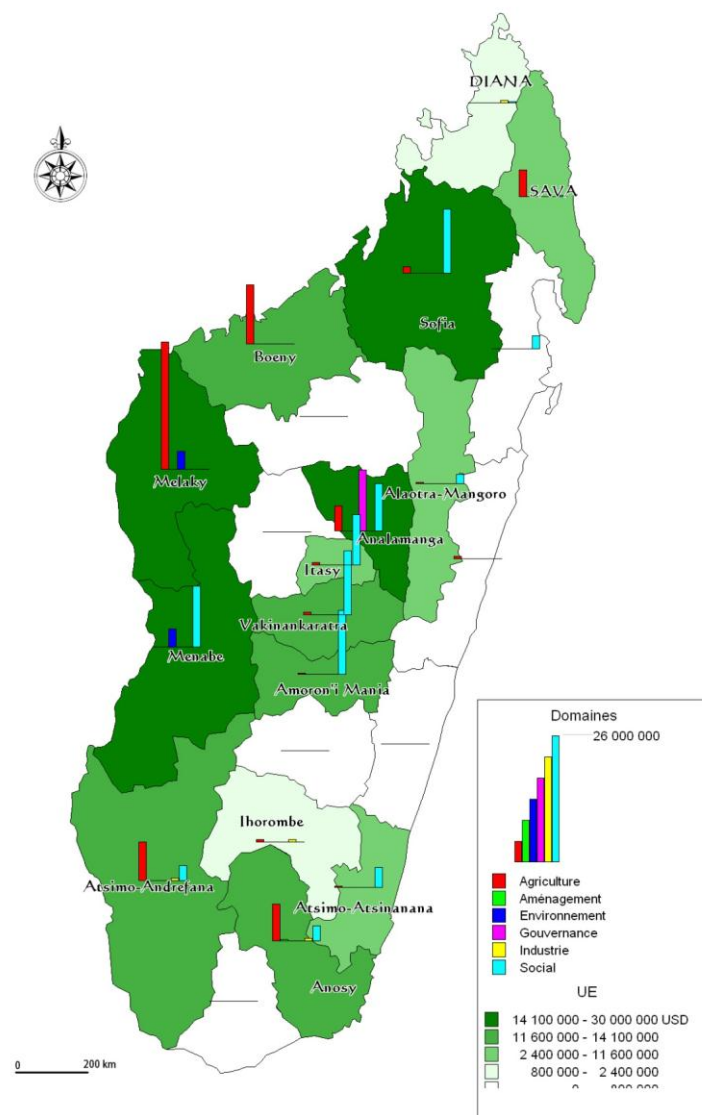 DIANA
SAVA
Sofia
Boeny
Melaky
Alaotra-Mangoro
Analamanga
Itasy
Vakinankaratra
Menabe
Amoron'i Mania
Ihorombe
Atsimo-Andrefana
Atsimo-Atsinanana
Anosy
0 200 km
Domaines
26 000 000
Agriculture
Aménagement
Environnement
Gouvernance
Industrie
Social
UE
14 100 000 - 30 000 000 USD
11 600 000 - 14 100 000
2 400 000 - 11 600 000
800 000 - 2 400 000